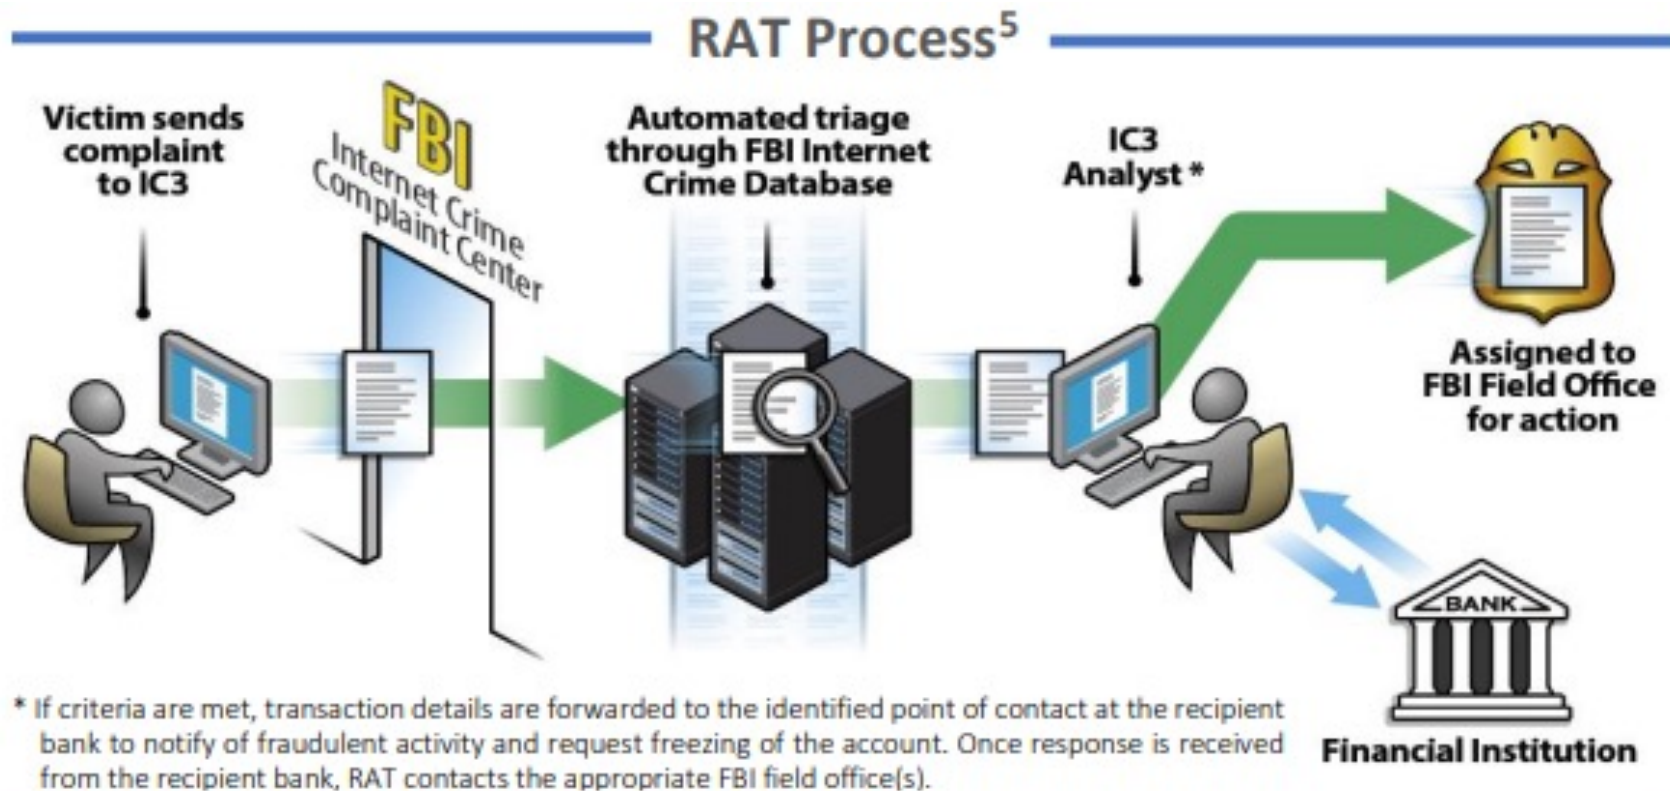 RAT Process⁵
Victim sends
complaint
to IC3
FBI
Internet Crime
Complaint Center
Automated triage
through FBI Internet
Crime Database
IC3
Analyst *
Assigned to
FBI Field Office
for action
BANK
Financial Institution
* If criteria are met, transaction details are forwarded to the identified point of contact at the recipient
bank to notify of fraudulent activity and request freezing of the account. Once response is received
from the recipient bank, RAT contacts the appropriate FBI field office(s).